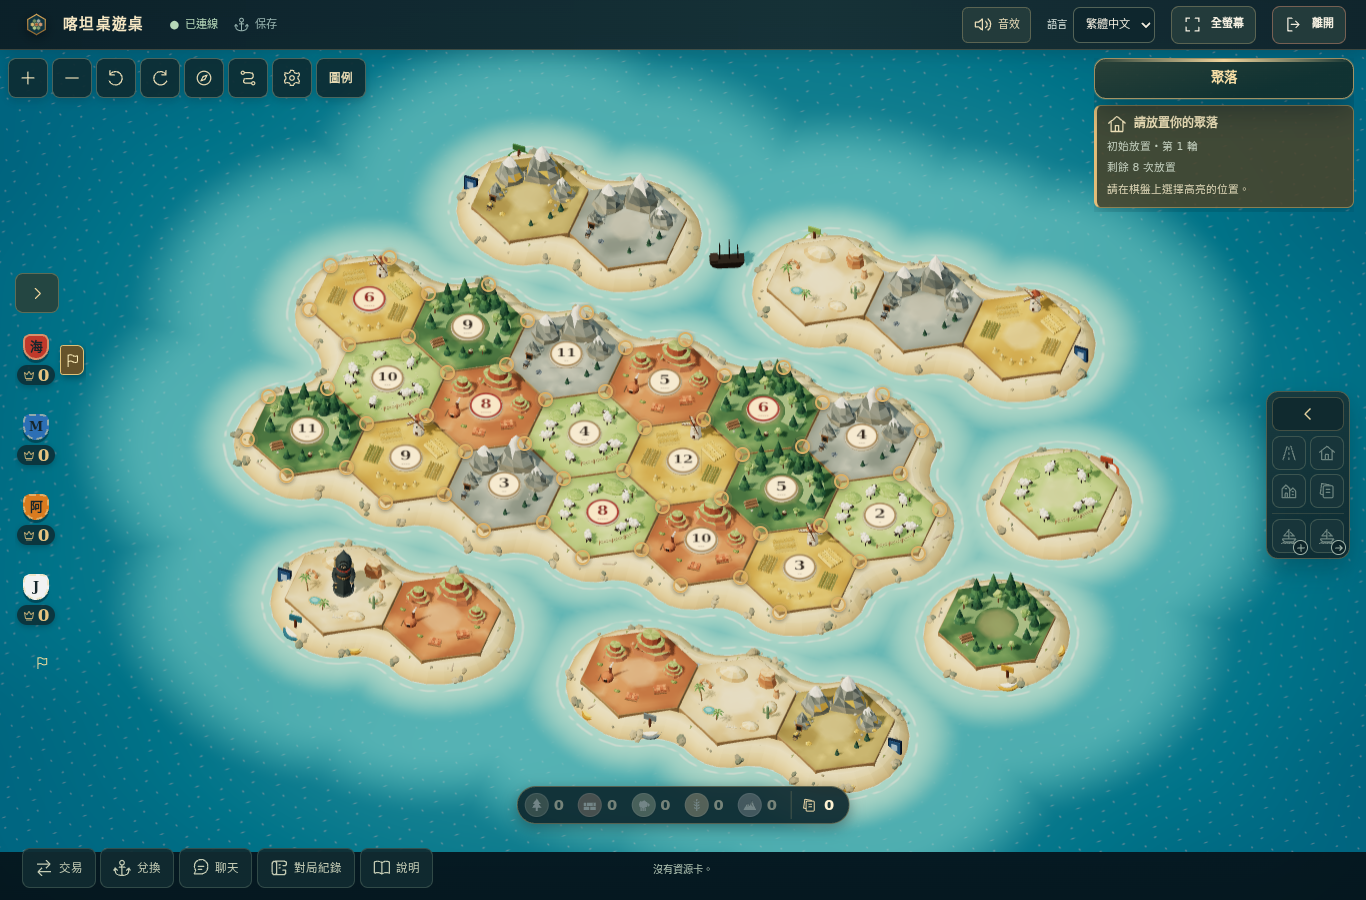 喀坦桌遊桌
已連線
保存
音效
語言
繁體中文
全螢幕
離開
圖例
聚落
請放置你的聚落
初始放置・第 1 輪
剩餘 8 次放置
請在棋盤上選擇高亮的位置。
海
0
M
0
阿
0
J
0
6
9
11
5
6
4
10
8
4
12
5
2
11
9
3
8
10
3
0
0
0
0
0
0
交易
兌換
聊天
對局紀錄
說明
沒有資源卡。